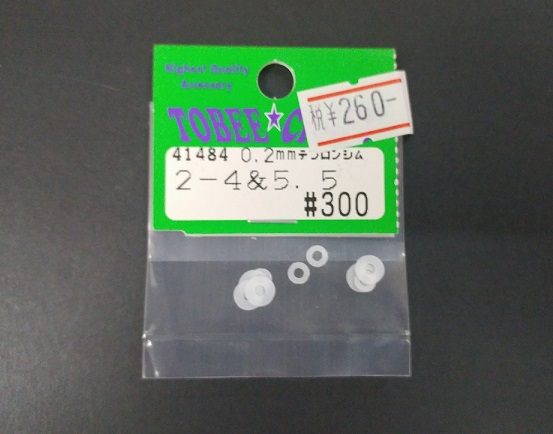 Highest Quality
Accessory
TOBEE★C
税¥260-
41484 0.2mmテフロンシム
2-4&5.5
#300